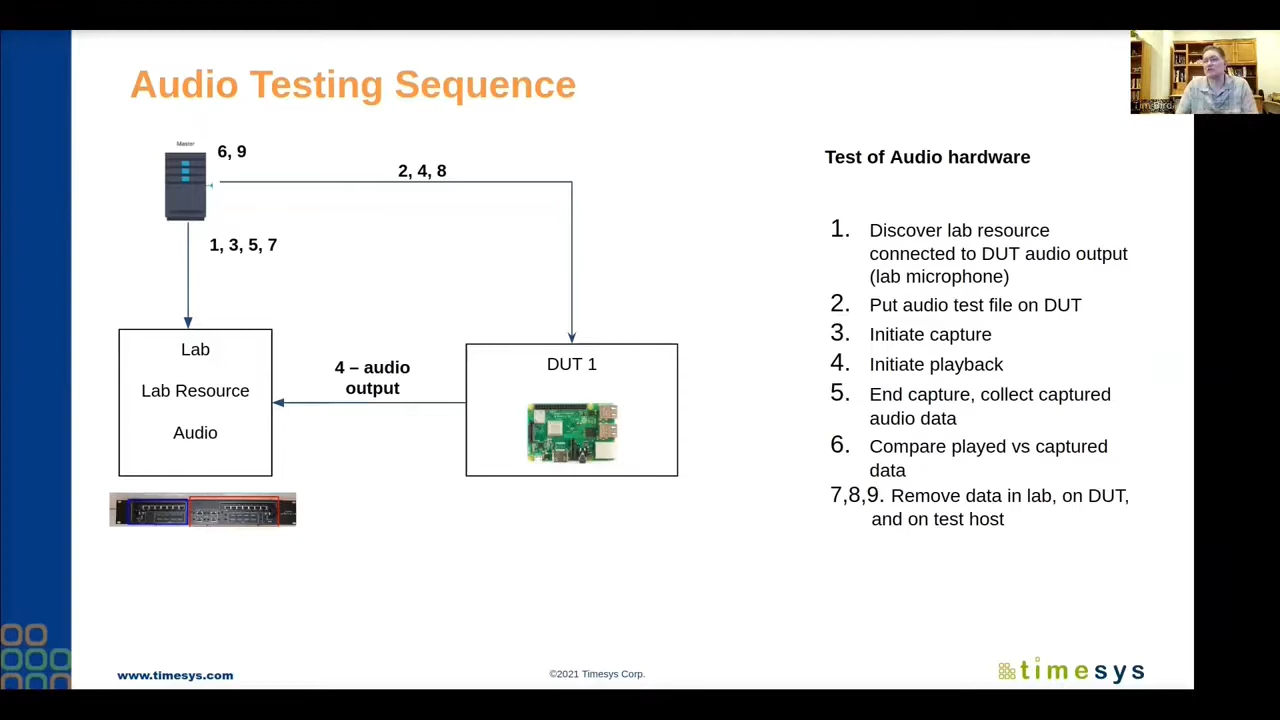 Audio Testing Sequence
Tim Bird
Master
6, 9
2, 4, 8
1, 3, 5, 7
Lab
Lab Resource
Audio
4 – audio
output
DUT 1
Test of Audio hardware
1. Discover lab resource
connected to DUT audio output
(lab microphone)
2. Put audio test file on DUT
3. Initiate capture
4. Initiate playback
5. End capture, collect captured
audio data
6. Compare played vs captured
data
7,8,9. Remove data in lab, on DUT,
and on test host
www.timesys.com
©2021 Timesys Corp.
timesys